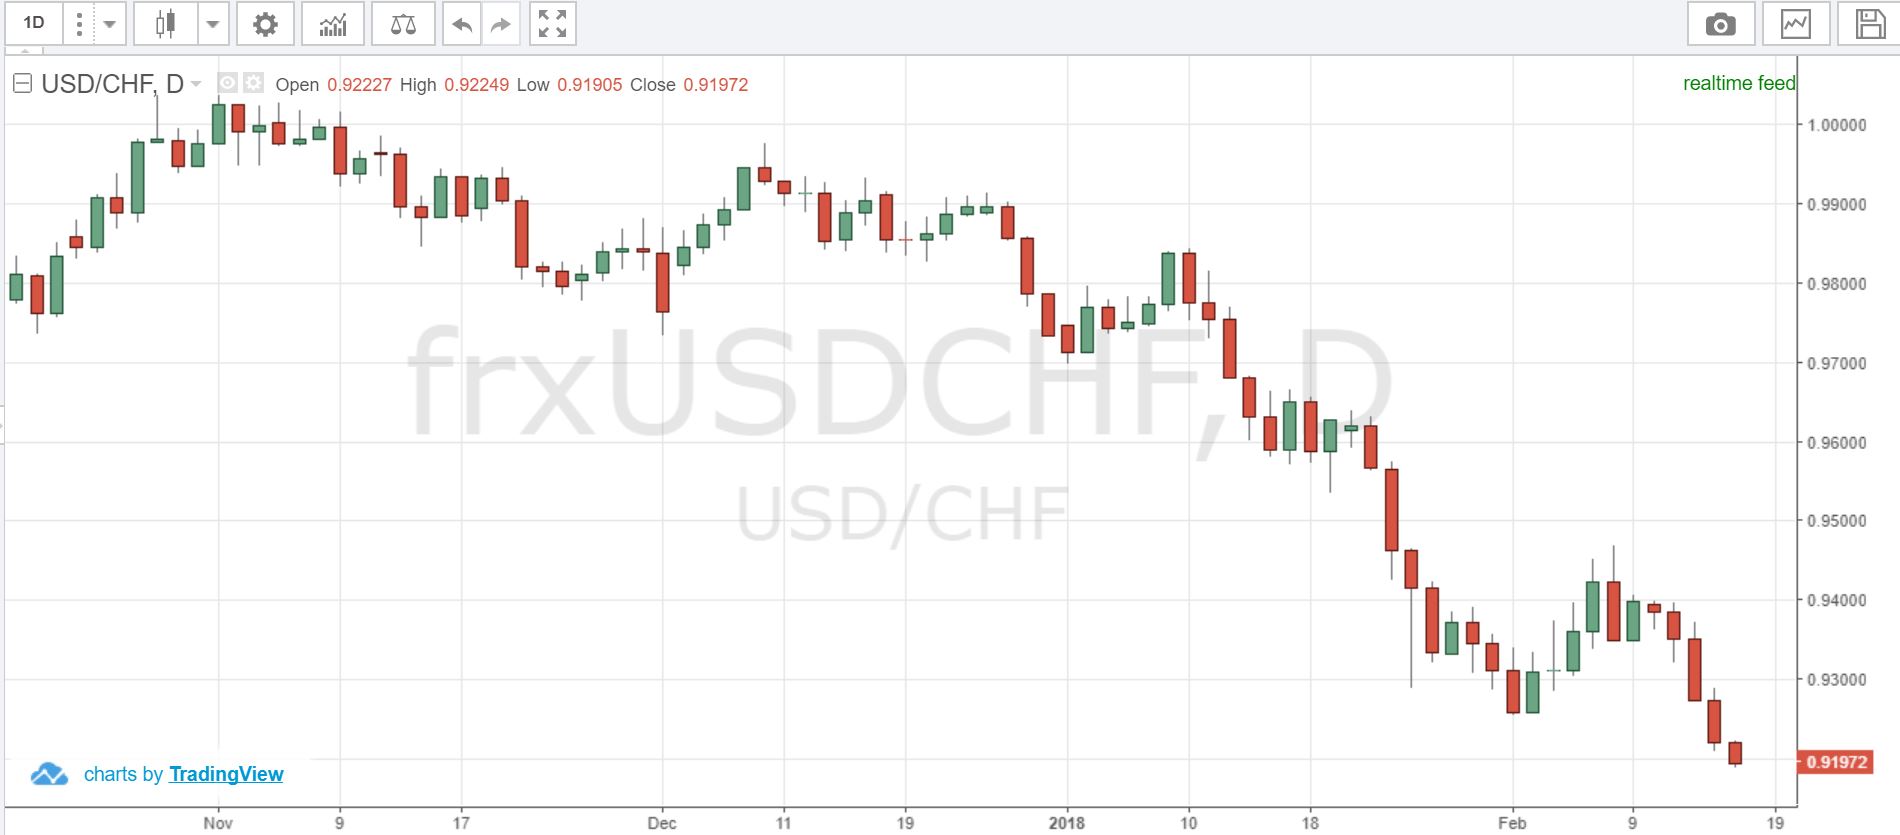 1D
USD/CHF, D Open 0.92227 High 0.92249 Low 0.91905 Close 0.91972
realtime feed
1.00000
0.99000
0.98000
0.97000
0.96000
0.95000
0.94000
0.93000
0.91972
frxUSDCHF, D
USD/CHF
charts by TradingView
Nov 9 17 Dec 11 19 2018 10 18 Feb 9 19